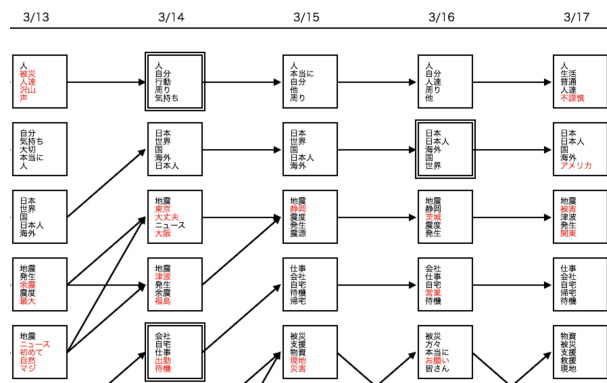 3/13
3/14
3/15
3/16
3/17
人
被災
人達
沢山
声
人
自分
行動
周り
気持ち
人
本当に
自分
他
周り
人
自分
人達
周り
他
人
生活
普通
人達
不謹慎
自分
気持ち
大切
本当に
人
日本
世界
国
海外
日本人
日本
世界
国
日本人
海外
日本
日本人
海外
国
世界
日本
日本人
国
海外
アメリカ
日本
世界
国
日本人
海外
地震
東京
大丈夫
ニュース
大阪
地震
静岡
震度
発生
震源
地震
静岡
茨城
震度
発生
地震
被害
津波
発生
関東
地震
発生
余震
震度
最大
地震
津波
発生
余震
福島
仕事
会社
自宅
待機
帰宅
会社
仕事
自宅
営業
待機
仕事
会社
自宅
帰宅
待機
地震
ニュース
初めて
自然
マジ
会社
自宅
仕事
出勤
待機
被災
支援
物資
現地
災害
被災
方々
本当に
お願い
皆さん
物資
被災
支援
救援
現地